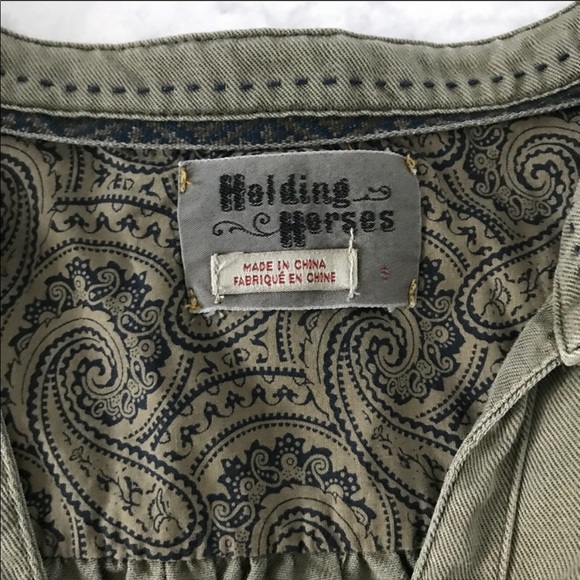 Holding
Horses
MADE IN CHINA
FABRIQUÉ EN CHINE
S